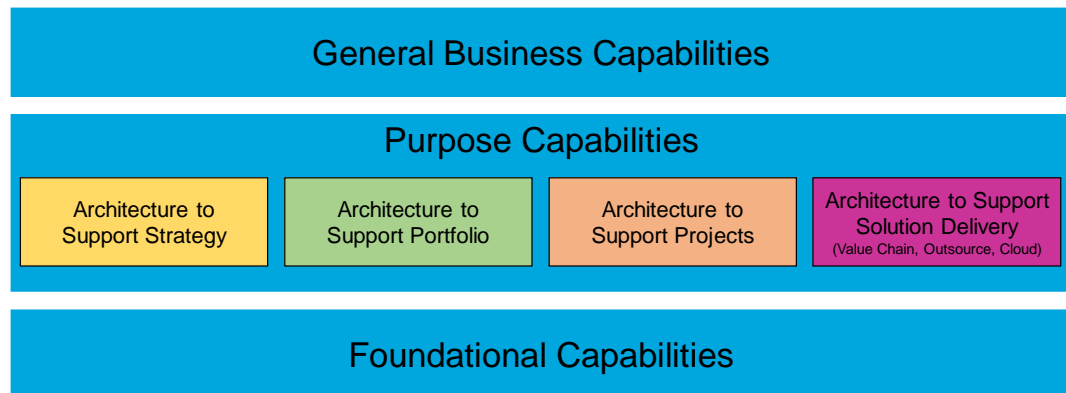 General Business Capabilities
Purpose Capabilities
Architecture to
Support Strategy
Architecture to
Support Portfolio
Architecture to
Support Projects
Architecture to Support
Solution Delivery
(Value Chain, Outsource, Cloud)
Foundational Capabilities